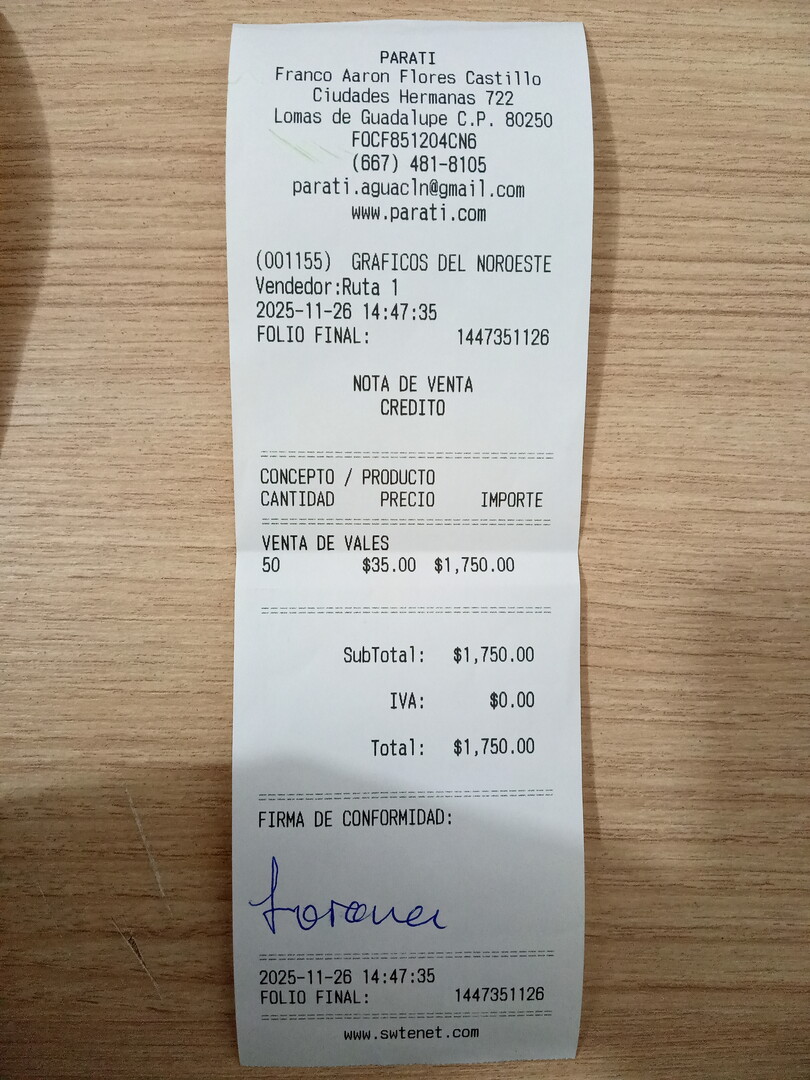 PARATI
Franco Aaron Flores Castillo
Ciudades Hermanas 722
Lomas de Guadalupe C.P. 80250
FOCF851204CN6
(667) 481-8105
parati.aguacln@gmail.com
www.parati.com
(001155) GRAFICOS DEL NOROESTE
Vendedor:Ruta 1
2025-11-26 14:47:35
FOLIO FINAL: 1447351126
NOTA DE VENTA
CREDITO
CONCEPTO / PRODUCTO
CANTIDAD PRECIO IMPORTE
VENTA DE VALES
50 $35.00 $1,750.00
SubTotal: $1,750.00
IVA: $0.00
Total: $1,750.00
FIRMA DE CONFORMIDAD:
2025-11-26 14:47:35
FOLIO FINAL: 1447351126
www.swtenet.com